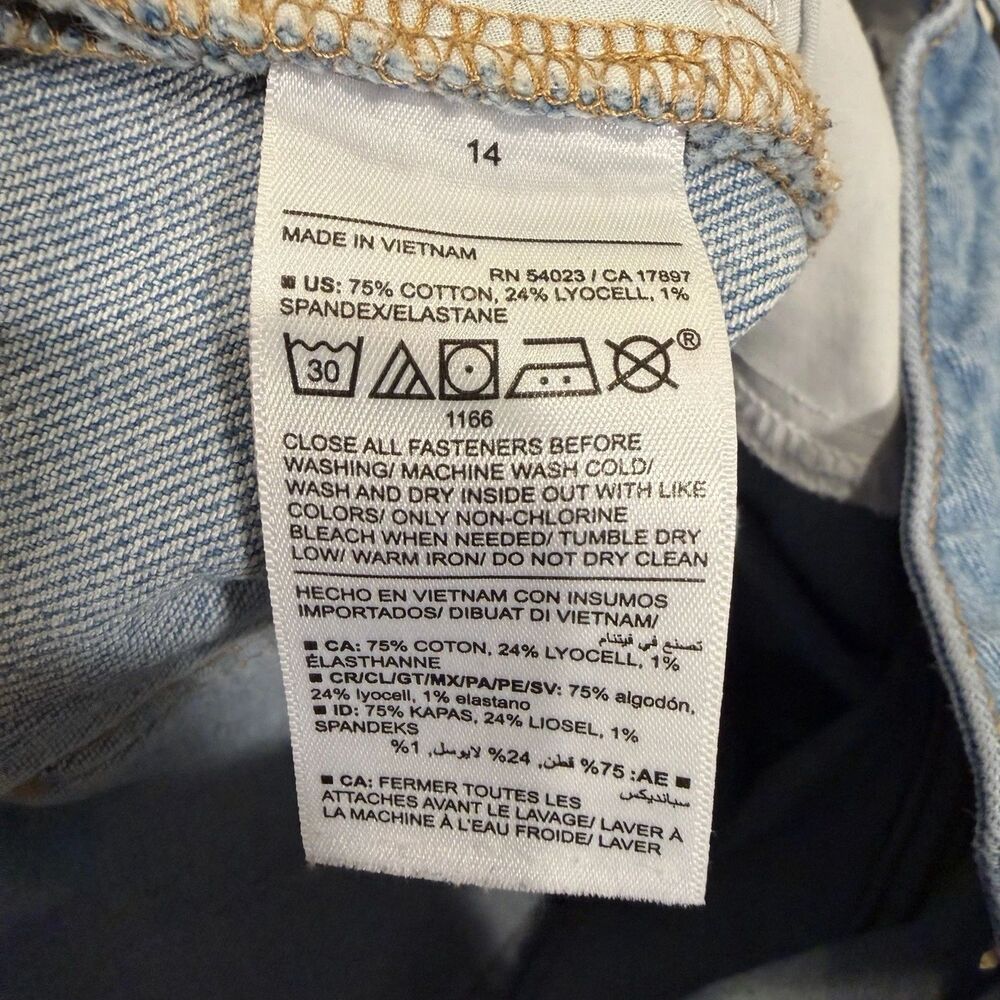 14
MADE IN VIETNAM
RN 54023 / CA 17897
■ US: 75% COTTON, 24% LYOCELL, 1%
SPANDEX/ELASTANE
30
®
1166
CLOSE ALL FASTENERS BEFORE
WASHING/ MACHINE WASH COLD/
WASH AND DRY INSIDE OUT WITH LIKE
COLORS/ ONLY NON-CHLORINE
BLEACH WHEN NEEDED/ TUMBLE DRY
LOW/ WARM IRON/ DO NOT DRY CLEAN
HECHO EN VIETNAM CON INSUMOS
IMPORTADOS/ DIBUAT DI VIETNAM/
تصنع في فيتنام
■ CA: 75% COTON, 24% LYOCELL, 1%
ÉLASTHANNE
■ CR/CL/GT/MX/PA/PE/SV: 75% algodón,
24% lyocell, 1% elastano
■ ID: 75% KAPAS, 24% LIOSEL, 1%
SPANDEKS
■ AE: 75% قطن, 24% لايوسل, 1%
سبانديكس
■ CA: FERMER TOUTES LES
ATTACHES AVANT LE LAVAGE/ LAVER À
LA MACHINE À L'EAU FROIDE/ LAVER